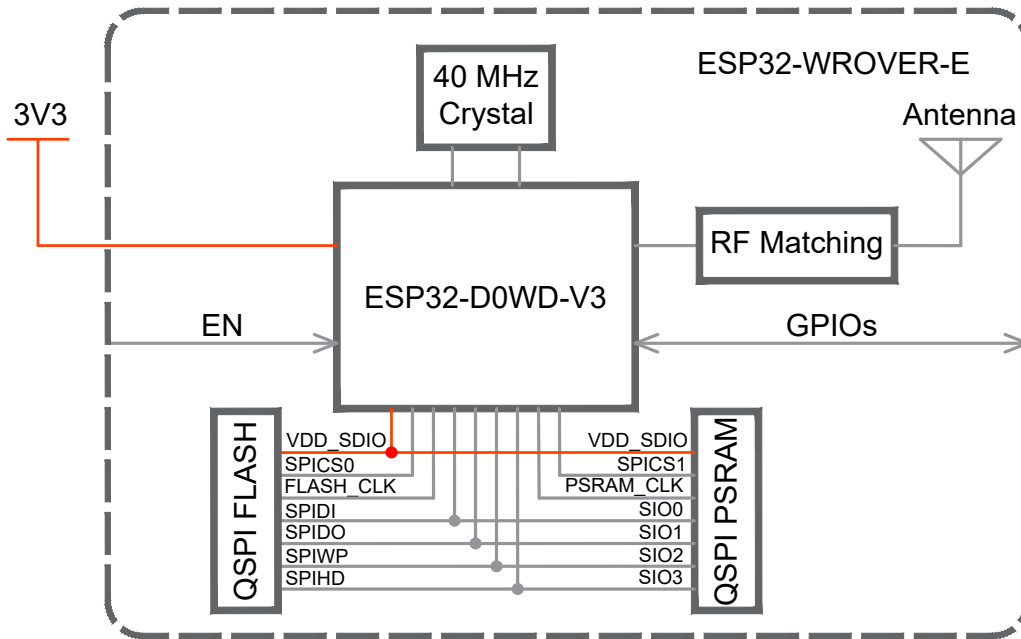 ESP32-WROVER-E
40 MHz
Crystal
3V3
Antenna
RF Matching
ESP32-D0WD-V3
EN
GPIOs
QSPI FLASH
VDD_SDIO
SPICS0
FLASH_CLK
SPIDI
SPIDO
SPIWP
SPIHD
VDD_SDIO
SPICS1
PSRAM_CLK
SIO0
SIO1
SIO2
SIO3
QSPI PSRAM